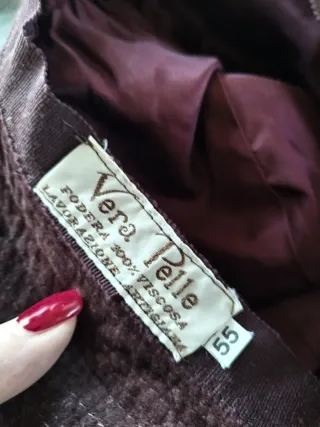 Vera Pelle
FODERA 100% VISCOSA
LAVORAZIONE ARTIGIANA
55